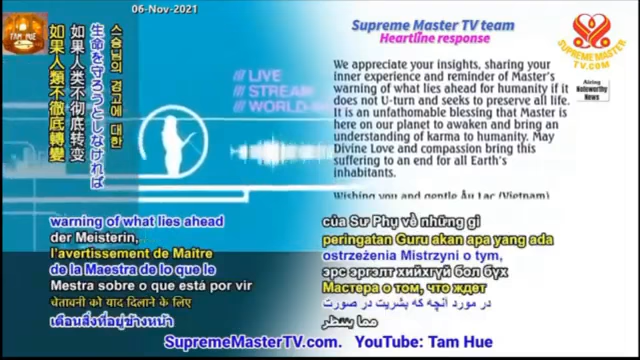 TAM HUE
06-Nov-2021
스승님의 경고에 대한
生命を守ろうとしなければ
如果人类不彻底转变
如果人類不徹底轉變
/// LIVE
/// STREAM
/// WORLD
Supreme Master TV team
Heartline response
SUPREME MASTER
TV.COM
Airing
Noteworthy
News
We appreciate your insights, sharing your
inner experience and reminder of Master's
warning of what lies ahead for humanity if it
does not U-turn and seeks to preserve all life.
It is an unfathomable blessing that Master is
here on our planet to awaken and bring an
understanding of karma to humanity. May
Divine Love and compassion bring this
suffering to an end for all Earth's
inhabitants.
Wishing you and gentle Âu Lạc (Vietnam)
warning of what lies ahead
der Meisterin,
l'avertissement de Maître
de la Maestra de lo que le
Mestra sobre o que está por vir
चेतावनी को याद दिलाने के लिए
เตือนสิ่งที่อยู่ข้างหน้า
của Sư Phụ về những gì
peringatan Guru akan apa yang ada
ostrzeżenia Mistrzyni o tym,
эрс эргэлт хийхгүй бол бүх
Мастера о том, что ждет
در مورد آنچه که بشریت در صورت
مما ينتظر
SupremeMasterTV.com. YouTube: Tam Hue